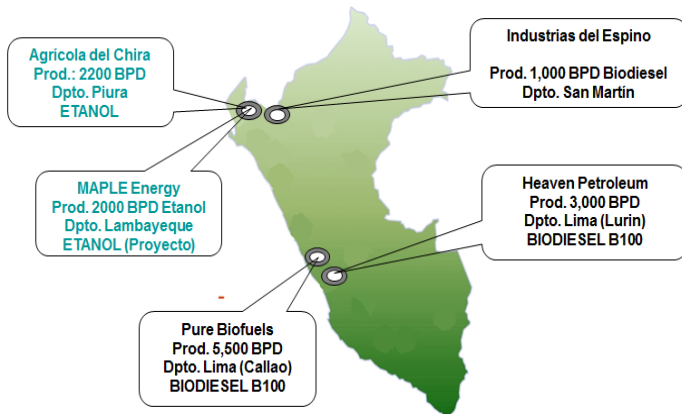 Agrícola del Chira
Prod.: 2200 BPD
Dpto. Piura
ETANOL
Industrias del Espino
Prod. 1,000 BPD Biodiesel
Dpto. San Martín
MAPLE Energy
Prod. 2000 BPD Etanol
Dpto. Lambayeque
ETANOL (Proyecto)
Heaven Petroleum
Prod. 3,000 BPD
Dpto. Lima (Lurin)
BIODIESEL B100
Pure Biofuels
Prod. 5,500 BPD
Dpto. Lima (Callao)
BIODIESEL B100